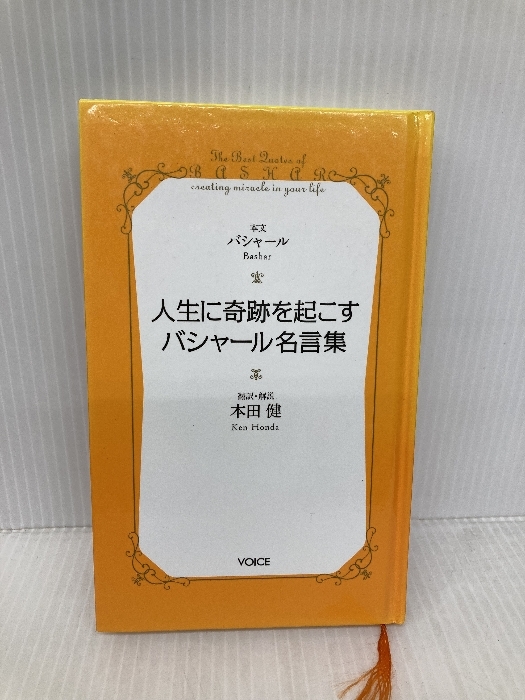 The Best Quotes of
BASHAR
creating miracle in your life
本文
バシャール
Bashar
人生に奇跡を起こす
バシャール名言集
翻訳・解説
本田 健
Ken Honda
VOICE